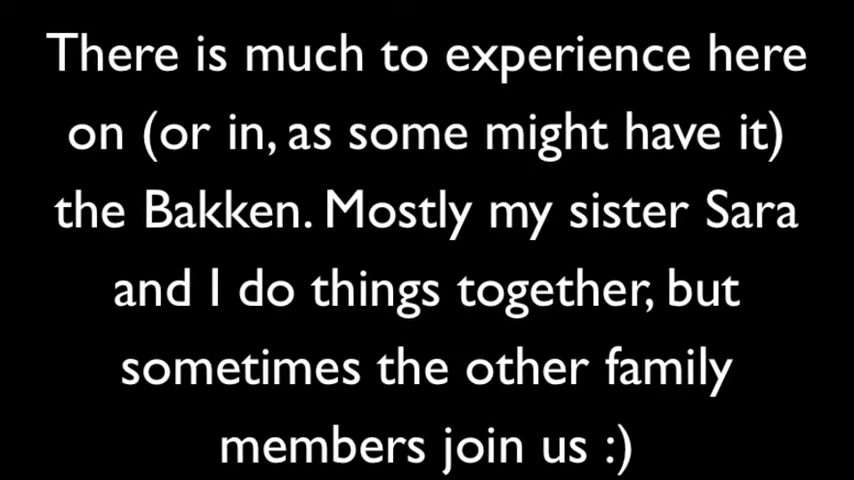 There is much to experience here
on (or in, as some might have it)
the Bakken. Mostly my sister Sara
and I do things together, but
sometimes the other family
members join us :)